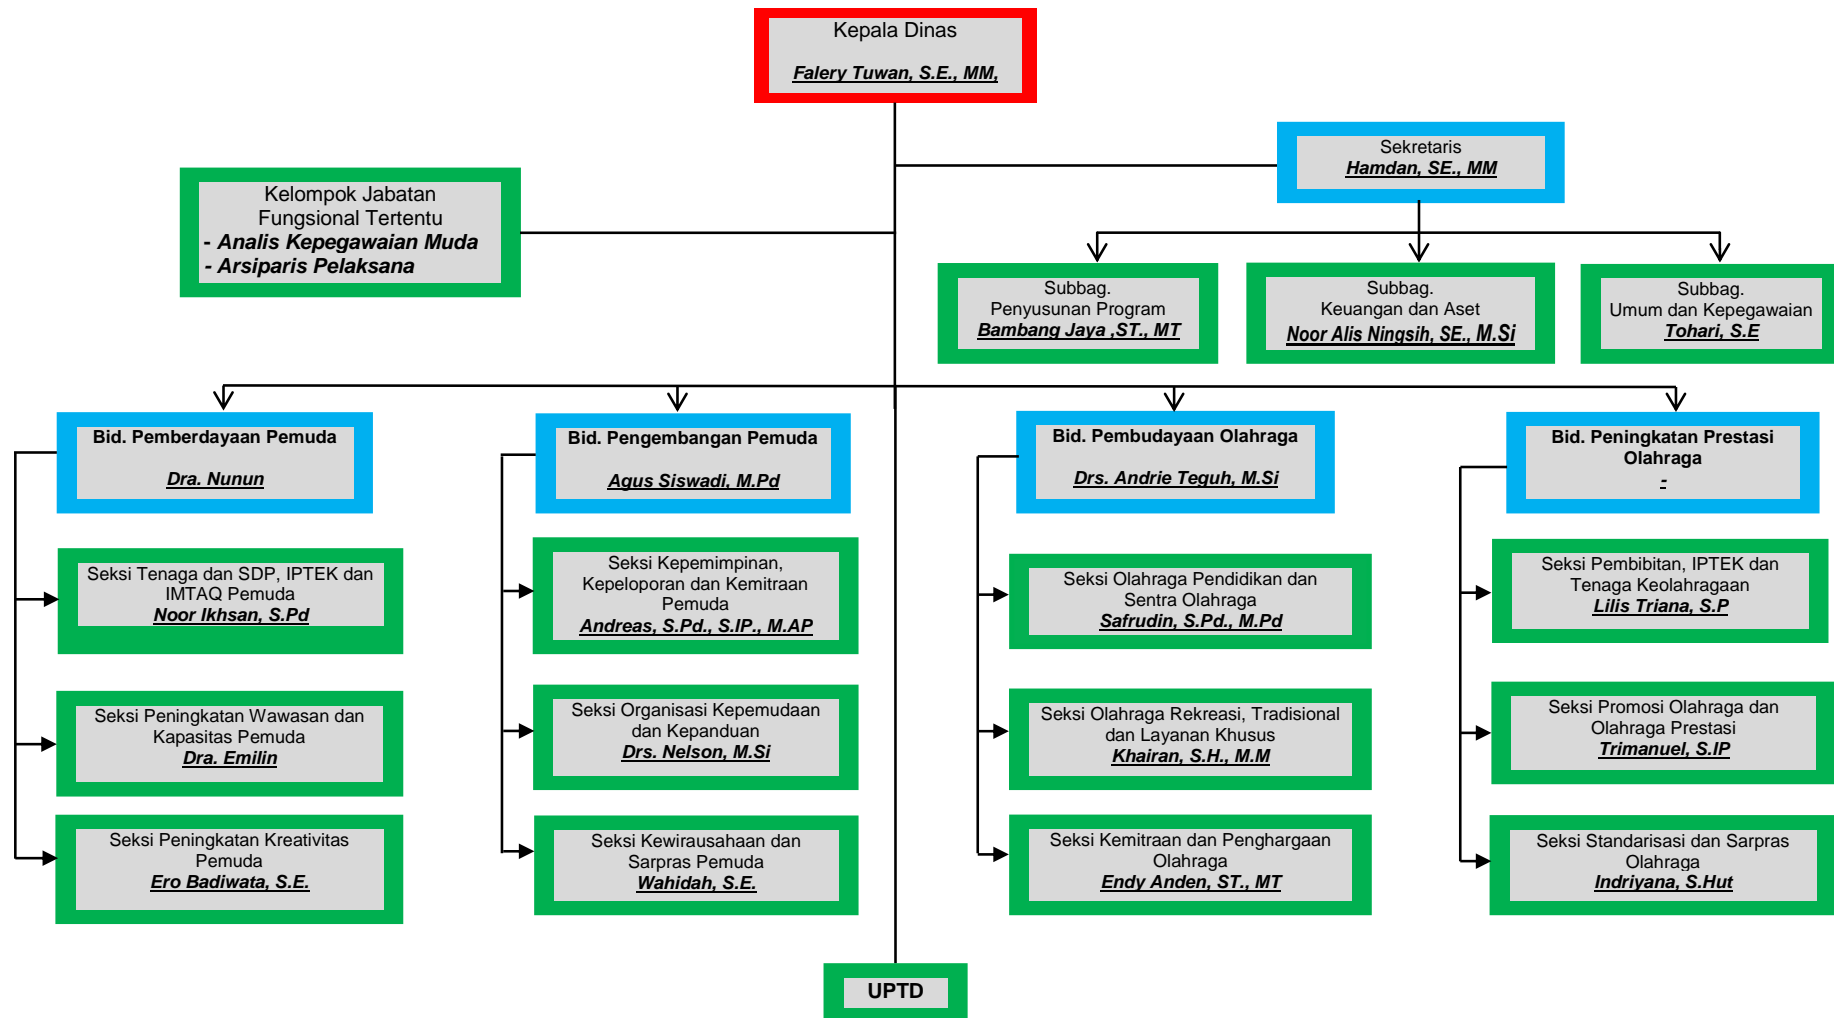 Kepala Dinas
Falery Tuwan, S.E., MM,
Sekretaris
Hamdan, SE., MM
Kelompok Jabatan
Fungsional Tertentu
- Analis Kepegawaian Muda
- Arsiparis Pelaksana
Subbag.
Penyusunan Program
Bambang Jaya ,ST., MT
Subbag.
Keuangan dan Aset
Noor Alis Ningsih, SE., M.Si
Subbag.
Umum dan Kepegawaian
Tohari, S.E
Bid. Pemberdayaan Pemuda
Dra. Nunun
Bid. Pengembangan Pemuda
Agus Siswadi, M.Pd
Bid. Pembudayaan Olahraga
Drs. Andrie Teguh, M.Si
Bid. Peningkatan Prestasi
Olahraga
-
Seksi Tenaga dan SDP, IPTEK dan
IMTAQ Pemuda
Noor Ikhsan, S.Pd
Seksi Kepemimpinan,
Kepeloporan dan Kemitraan
Pemuda
Andreas, S.Pd., S.IP., M.AP
Seksi Olahraga Pendidikan dan
Sentra Olahraga
Safrudin, S.Pd., M.Pd
Seksi Pembibitan, IPTEK dan
Tenaga Keolahragaan
Lilis Triana, S.P
Seksi Peningkatan Wawasan dan
Kapasitas Pemuda
Dra. Emilin
Seksi Organisasi Kepemudaan
dan Kepanduan
Drs. Nelson, M.Si
Seksi Olahraga Rekreasi, Tradisional
dan Layanan Khusus
Khairan, S.H., M.M
Seksi Promosi Olahraga dan
Olahraga Prestasi
Trimanuel, S.IP
Seksi Peningkatan Kreativitas
Pemuda
Ero Badiwata, S.E.
Seksi Kewirausahaan dan
Sarpras Pemuda
Wahidah, S.E.
Seksi Kemitraan dan Penghargaan
Olahraga
Endy Anden, ST., MT
Seksi Standarisasi dan Sarpras
Olahraga
Indriyana, S.Hut
UPTD